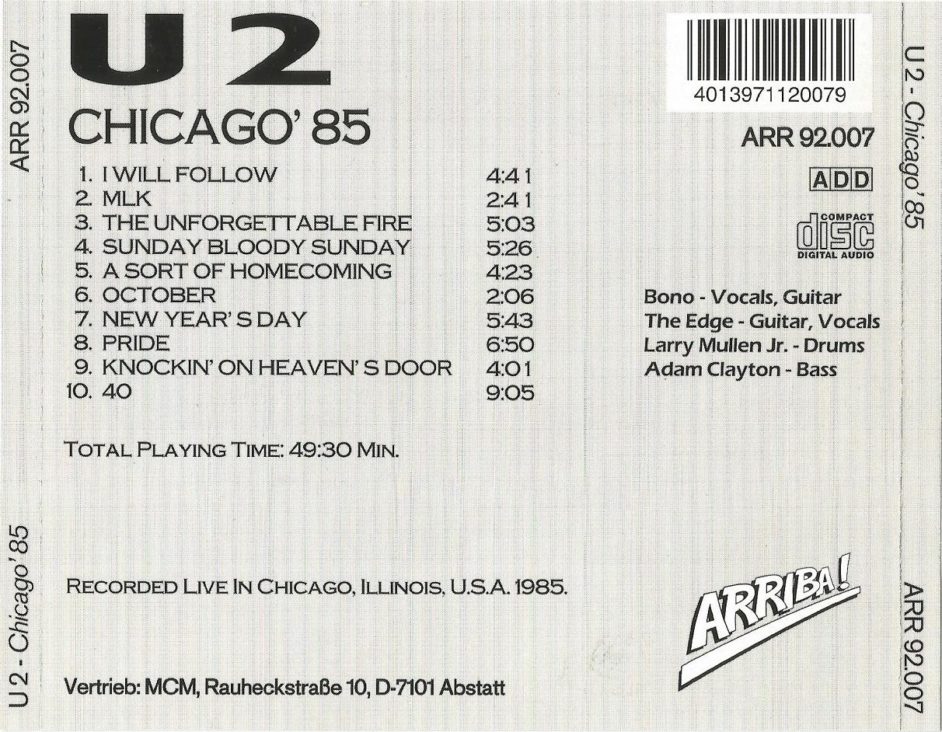 U 2
CHICAGO' 85
1. I WILL FOLLOW 4:41
2. MLK 2:41
3. THE UNFORGETTABLE FIRE 5:03
4. SUNDAY BLOODY SUNDAY 5:26
5. A SORT OF HOMECOMING 4:23
6. OCTOBER 2:06
7. NEW YEAR' S DAY 5:43
8. PRIDE 6:50
9. KNOCKIN' ON HEAVEN' S DOOR 4:01
10. 40 9:05
TOTAL PLAYING TIME: 49:30 MIN.
RECORDED LIVE IN CHICAGO, ILLINOIS, U.S.A. 1985.
Vertrieb: MCM, Rauheckstraße 10, D-7101 Abstatt
4013971120079
ARR 92.007
ADD
COMPACT
disc
DIGITAL AUDIO
Bono - Vocals, Guitar
The Edge - Guitar, Vocals
Larry Mullen Jr. - Drums
Adam Clayton - Bass
ARRIBA!
ARR 92.007
U 2 - Chicago' 85
U 2 - Chicago' 85
ARR 92.007